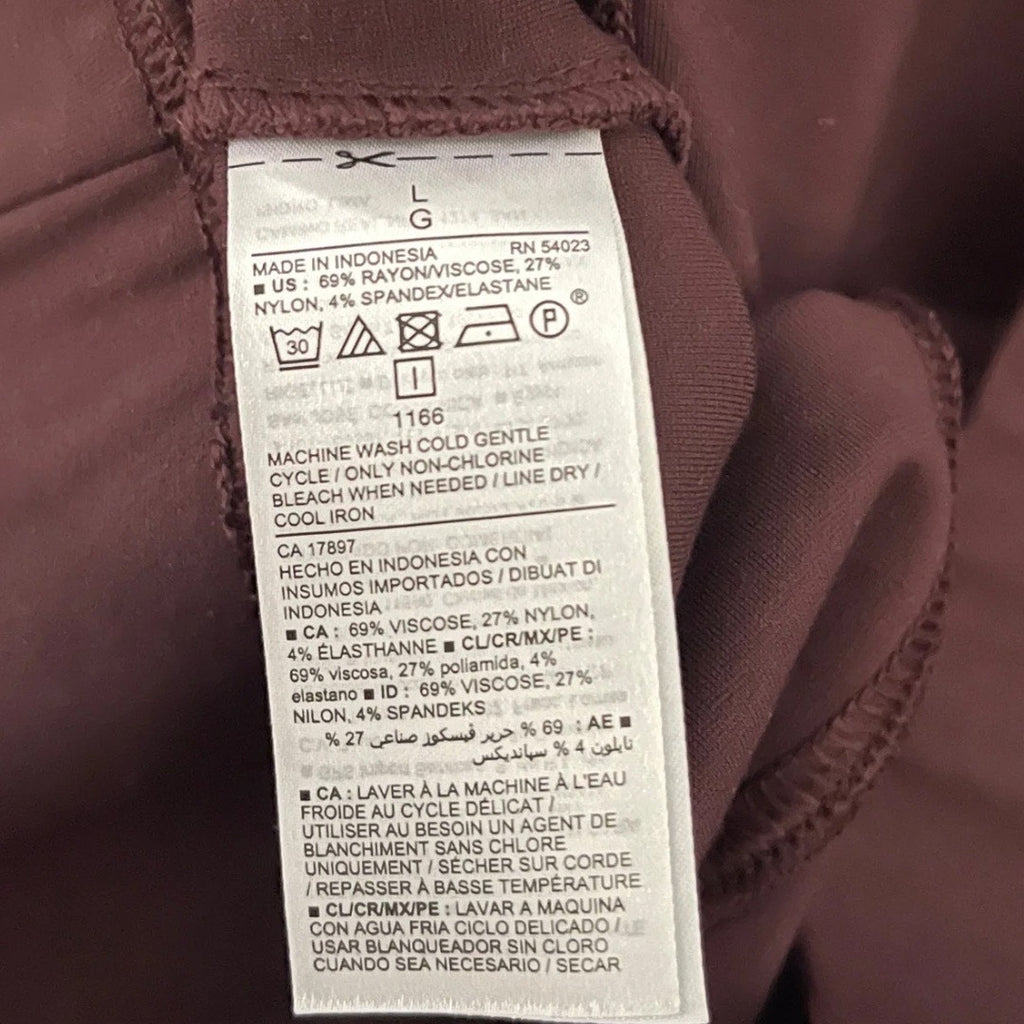 L
G
MADE IN INDONESIA RN 54023
■ US : 69% RAYON/VISCOSE, 27%
NYLON, 4% SPANDEX/ELASTANE
30 P ®
1166
MACHINE WASH COLD GENTLE
CYCLE / ONLY NON-CHLORINE
BLEACH WHEN NEEDED / LINE DRY /
COOL IRON
CA 17897
HECHO EN INDONESIA CON
INSUMOS IMPORTADOS / DIBUAT DI
INDONESIA
■ CA : 69% VISCOSE, 27% NYLON,
4% ÉLASTHANNE ■ CL/CR/MX/PE :
69% viscosa, 27% poliamida, 4%
elastano ■ ID : 69% VISCOSE, 27%
NILON, 4% SPANDEKS
■ AE : 69 % حرير فيسكوز صناعي 27 %
نايلون 4 % سبانديكس
■ CA : LAVER À LA MACHINE À L'EAU
FROIDE AU CYCLE DÉLICAT /
UTILISER AU BESOIN UN AGENT DE
BLANCHIMENT SANS CHLORE
UNIQUEMENT / SÉCHER SUR CORDE
/ REPASSER À BASSE TEMPÉRATURE
■ CL/CR/MX/PE : LAVAR A MAQUINA
CON AGUA FRIA CICLO DELICADO /
USAR BLANQUEADOR SIN CLORO
CUANDO SEA NECESARIO / SECAR